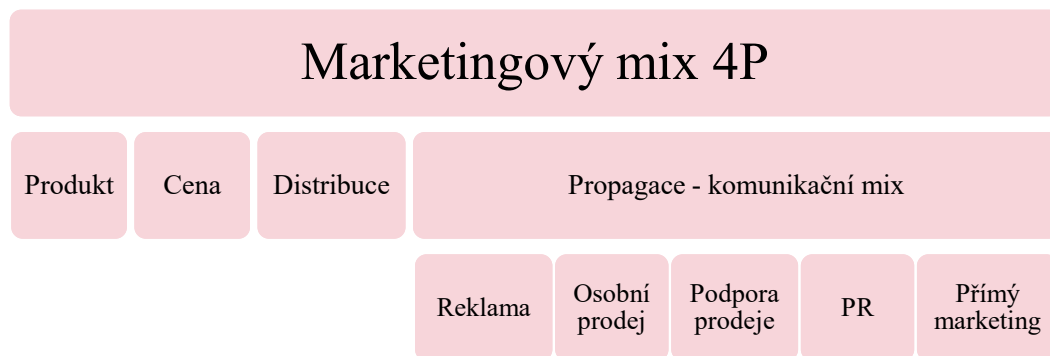 Marketingový mix 4P
Produkt
Cena
Distribuce
Propagace - komunikační mix
Reklama
Osobní
prodej
Podpora
prodeje
PR
Přímý
marketing